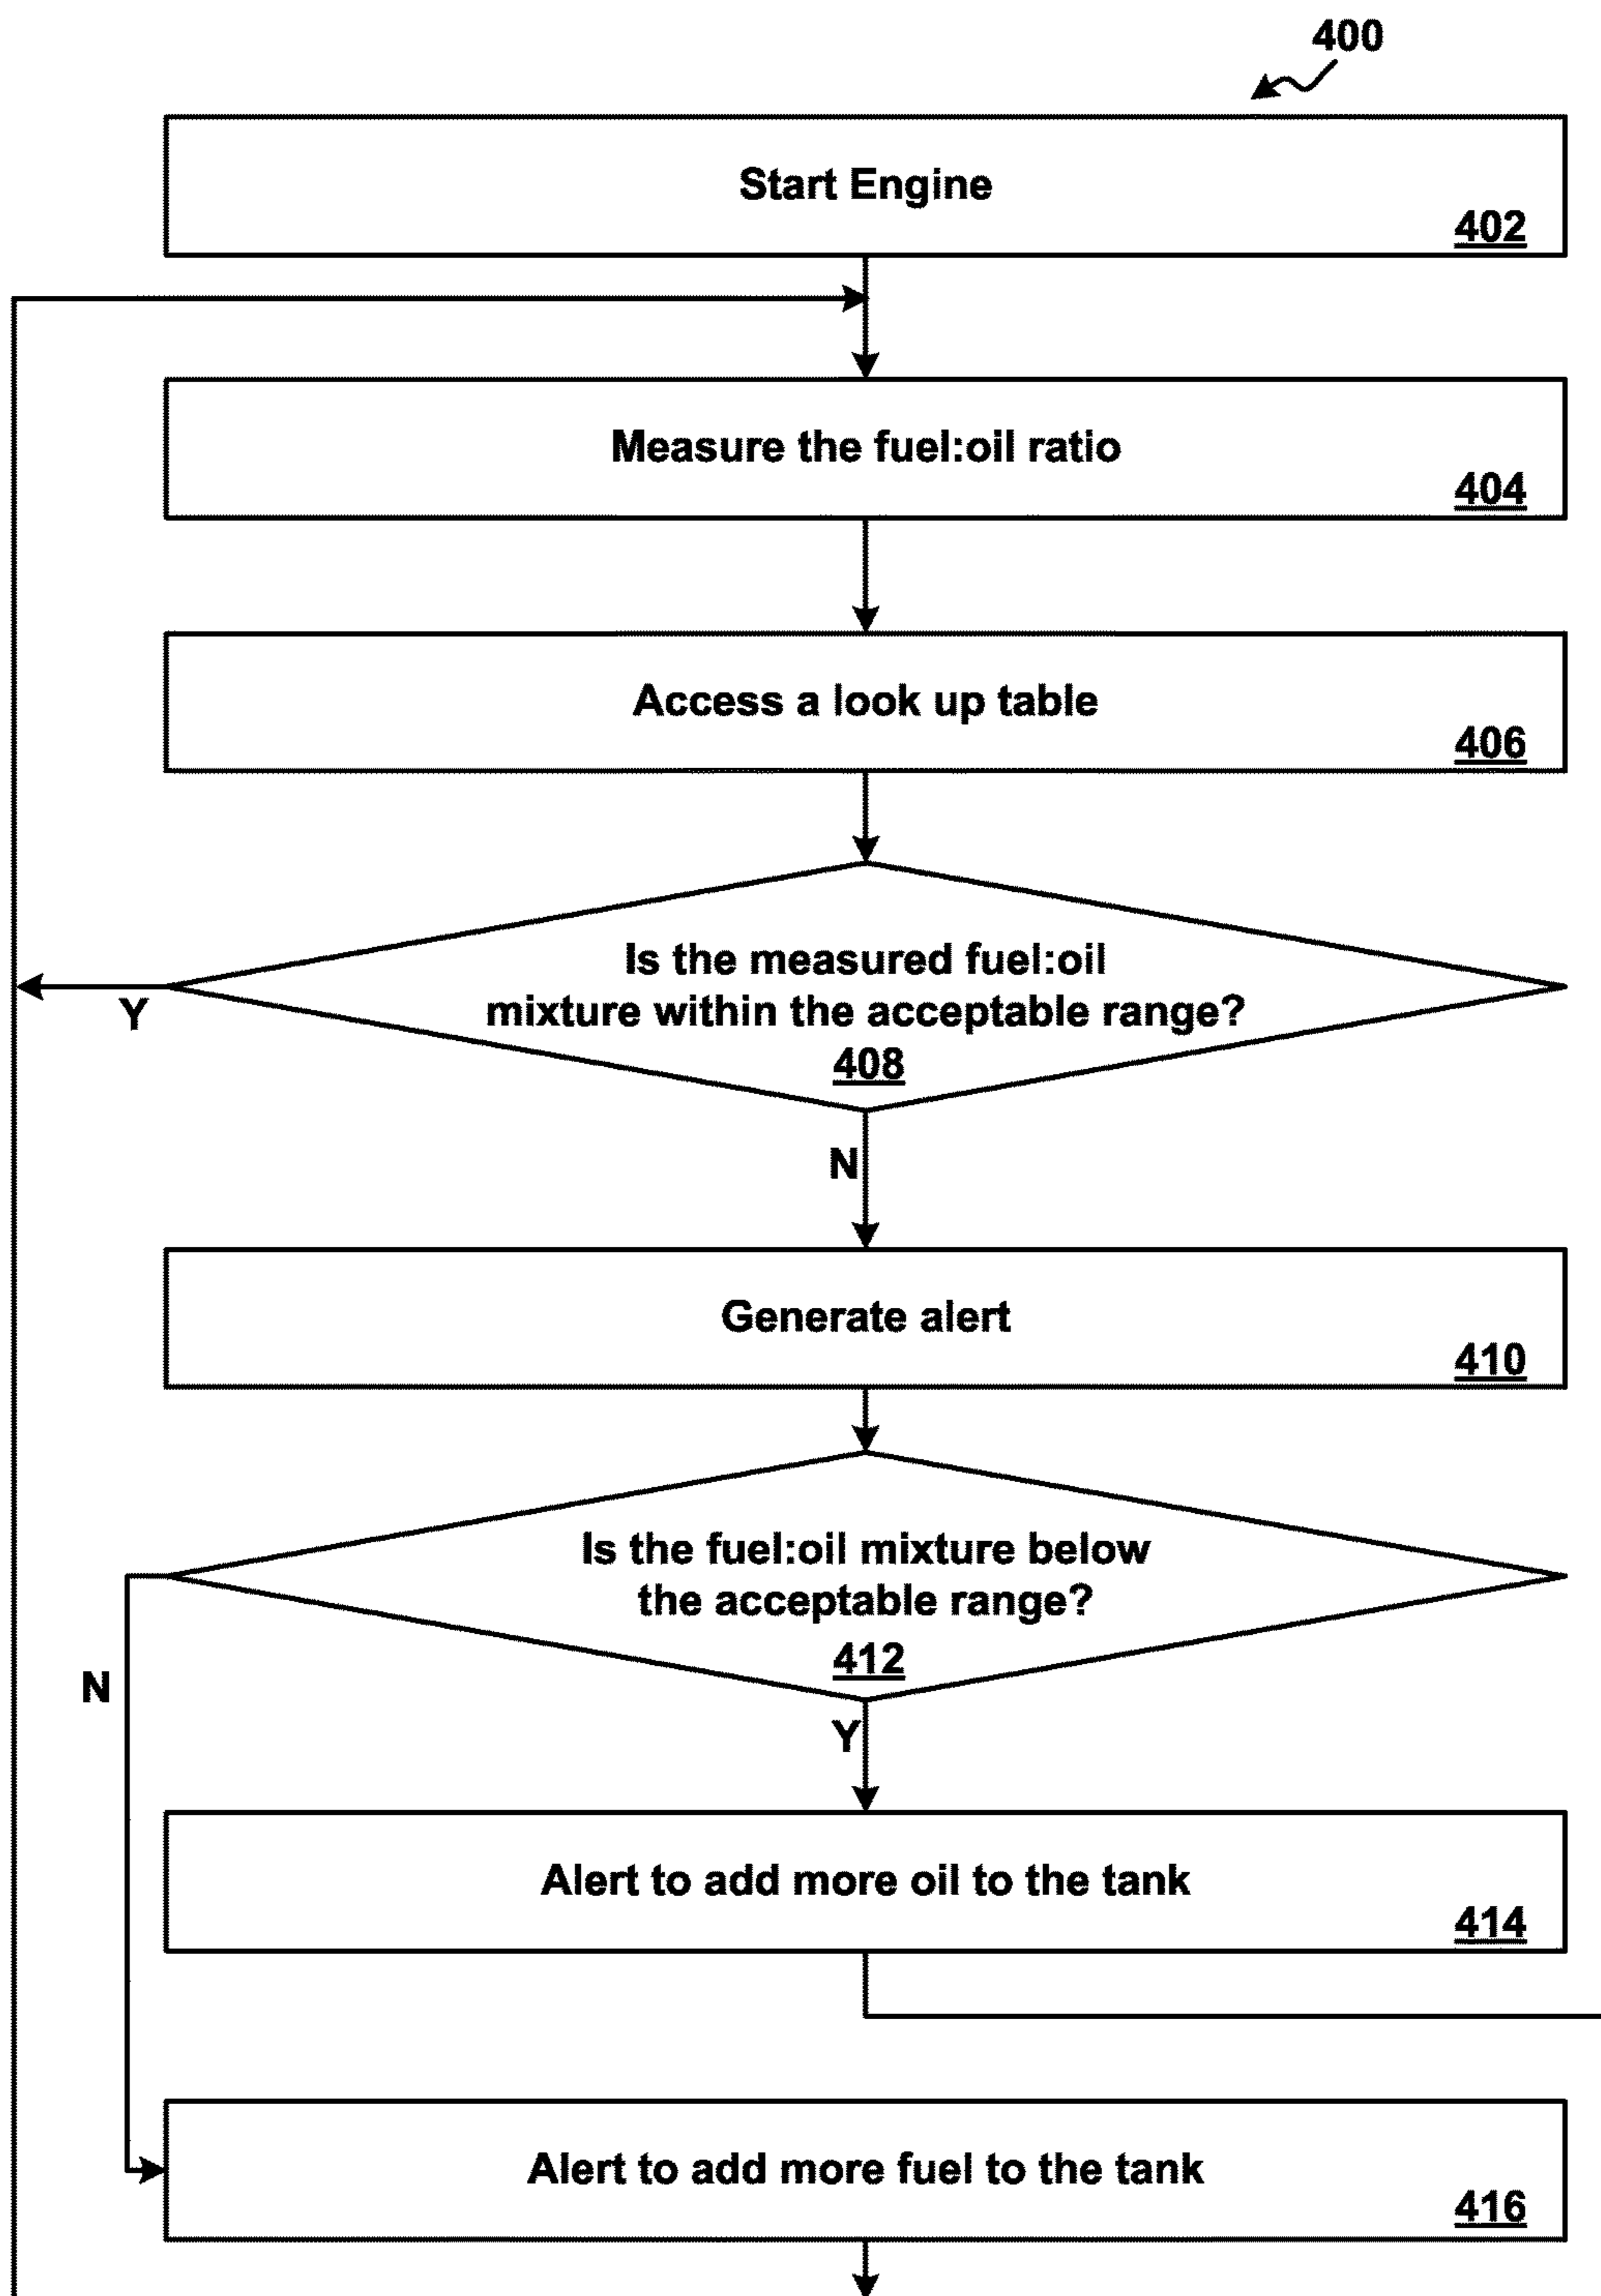 400
Start Engine
402
Measure the fuel:oil ratio
404
Access a look up table
406
Is the measured fuel:oil
mixture within the acceptable range?
408
Y
N
Generate alert
410
Is the fuel:oil mixture below
the acceptable range?
412
N
Y
Alert to add more oil to the tank
414
Alert to add more fuel to the tank
416